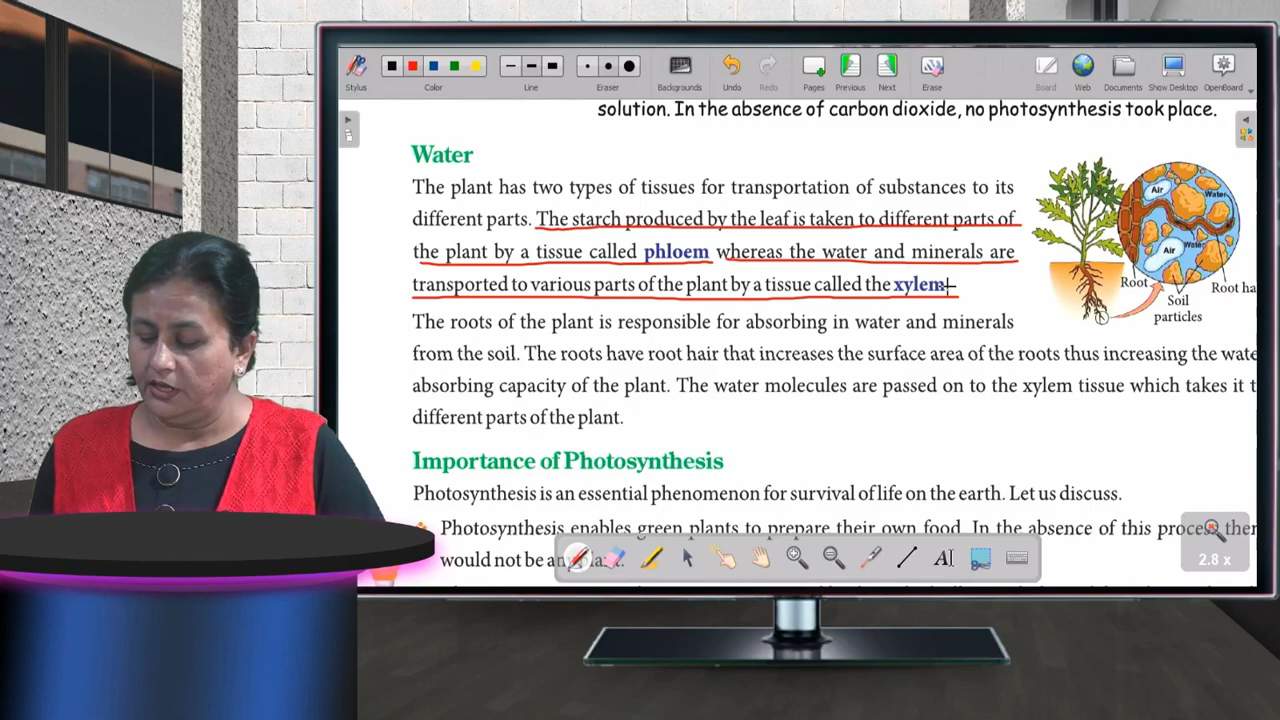 Stylus
Color
Line
Eraser
Backgrounds
Undo
Redo
Pages
Previous
Next
Erase
Board
Web
Documents
Show Desktop
OpenBoard
solution. In the absence of carbon dioxide, no photosynthesis took place.
Water
The plant has two types of tissues for transportation of substances to its
different parts. The starch produced by the leaf is taken to different parts of
the plant by a tissue called phloem whereas the water and minerals are
transported to various parts of the plant by a tissue called the xylem
Air
Water
Air
Water
Root
Soil
particles
Root ha
The roots of the plant is responsible for absorbing in water and minerals
from the soil. The roots have root hair that increases the surface area of the roots thus increasing the wate
absorbing capacity of the plant. The water molecules are passed on to the xylem tissue which takes it t
different parts of the plant.
Importance of Photosynthesis
Photosynthesis is an essential phenomenon for survival of life on the earth. Let us discuss.
Photosynthesis enables green plants to prepare their own food. In the absence of this process ther
would not be any
AI
2.8 x